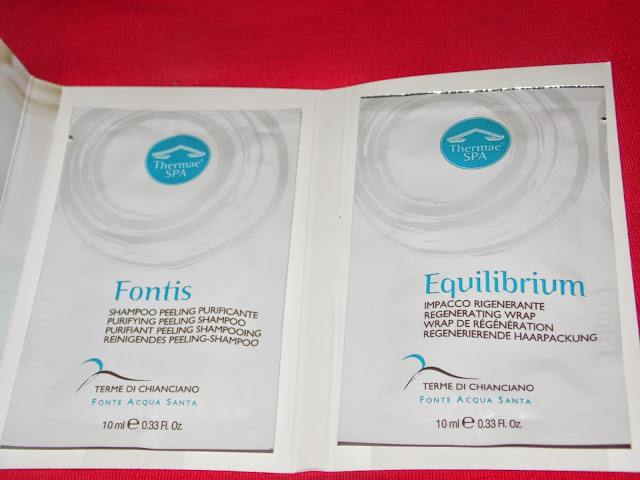 Thermae®
SPA
Fontis
SHAMPOO PEELING PURIFICANTE
PURIFYING PEELING SHAMPOO
PURIFIANT PEELING SHAMPOOING
REINIGENDES PEELING-SHAMPOO
TERME DI CHIANCIANO
FONTE ACQUA SANTA
10 ml e 0.33 Fl. Oz.
Thermae®
SPA
Equilibrium
IMPACCO RIGENERANTE
REGENERATING WRAP
WRAP DE RÉGÉNÉRATION
REGENERIERENDE HAARPACKUNG
TERME DI CHIANCIANO
FONTE ACQUA SANTA
10 ml e 0.33 Fl. Oz.